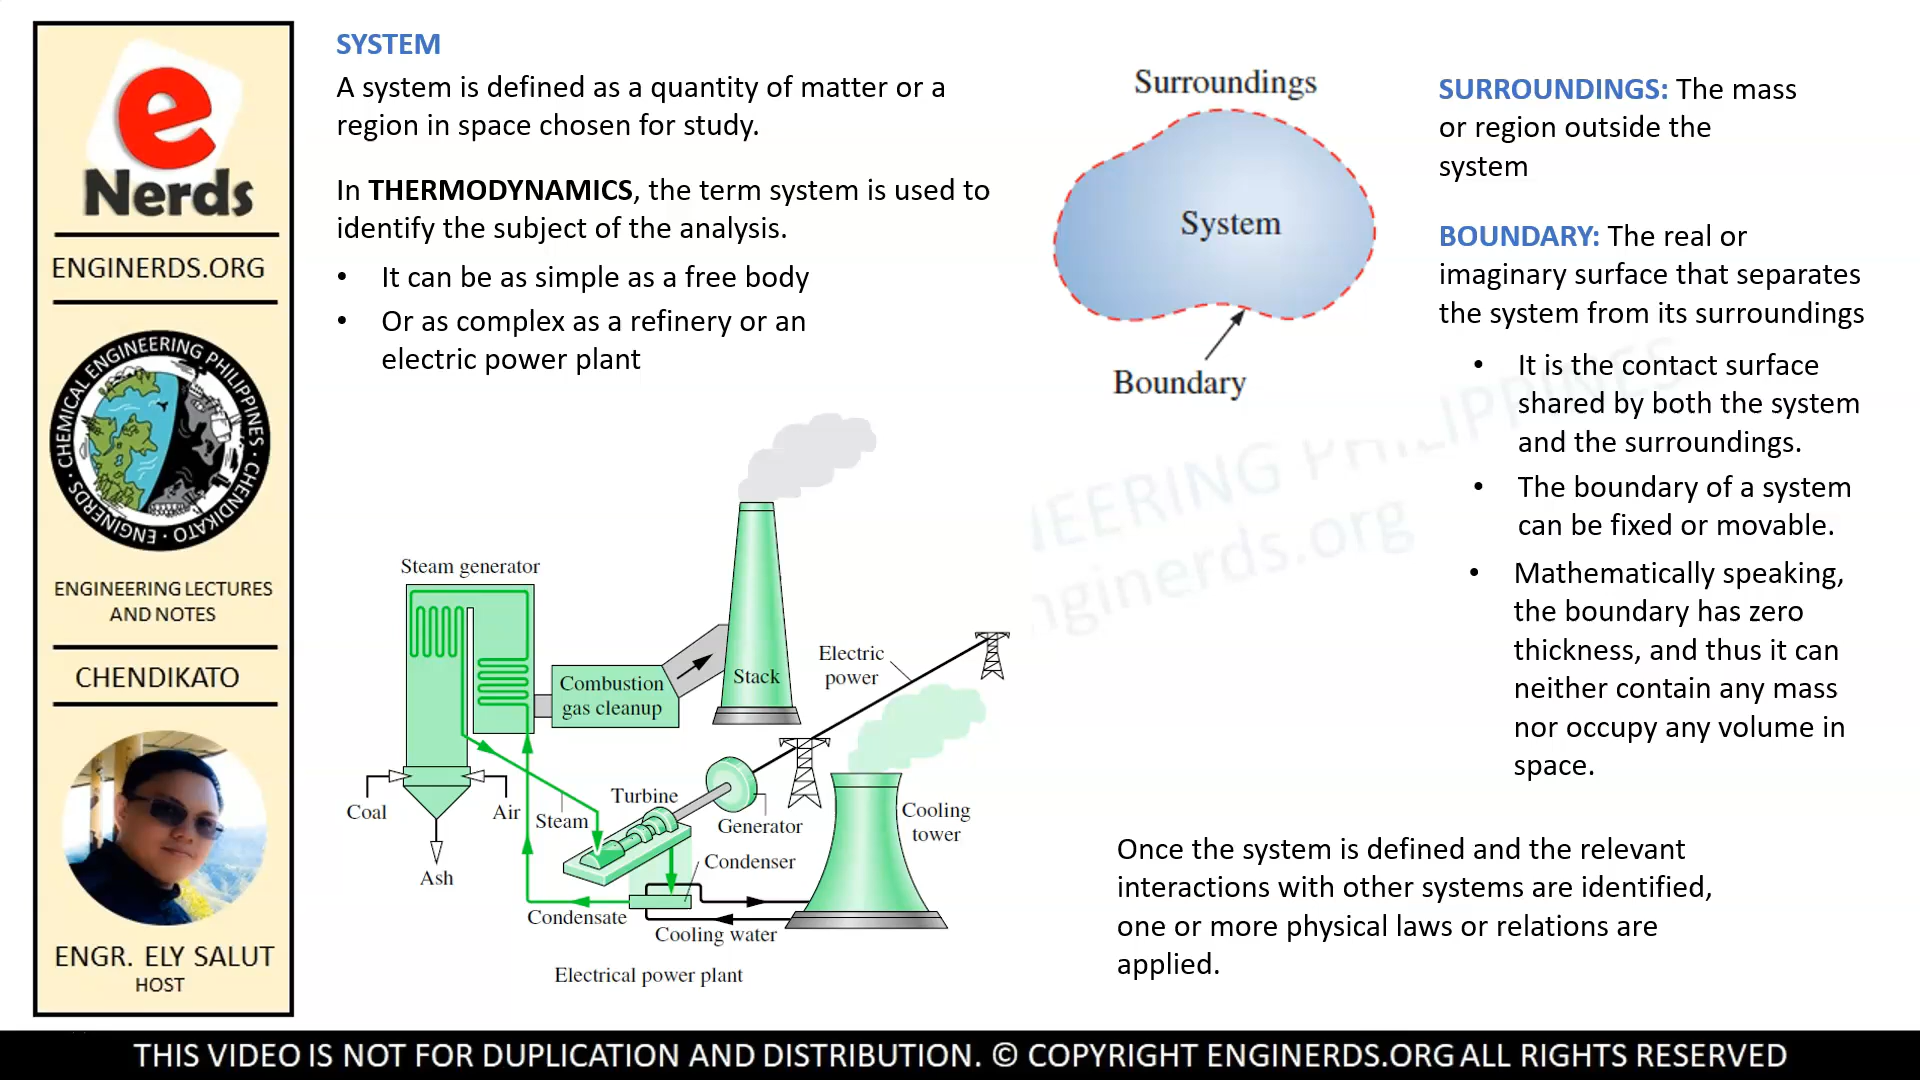 e
Nerds
ENGINERDS.ORG
CHEMICAL ENGINEERING PHILIPPINES · CHENDIKATO · ENGINERDS ·
ENGINEERING LECTURES
AND NOTES
CHENDIKATO
ENGR. ELY SALUT
HOST
SYSTEM
A system is defined as a quantity of matter or a
region in space chosen for study.
In THERMODYNAMICS, the term system is used to
identify the subject of the analysis.
• It can be as simple as a free body
• Or as complex as a refinery or an
electric power plant
Steam generator
Combustion
gas cleanup
Stack
Electric
power
Coal
Air
Steam
Turbine
Generator
Cooling
tower
Condenser
Ash
Condensate
Cooling water
Electrical power plant
Surroundings
System
Boundary
NEERING PHILIPPINES
nginerds.org
SURROUNDINGS: The mass
or region outside the
system
BOUNDARY: The real or
imaginary surface that separates
the system from its surroundings
• It is the contact surface
shared by both the system
and the surroundings.
• The boundary of a system
can be fixed or movable.
• Mathematically speaking,
the boundary has zero
thickness, and thus it can
neither contain any mass
nor occupy any volume in
space.
Once the system is defined and the relevant
interactions with other systems are identified,
one or more physical laws or relations are
applied.
THIS VIDEO IS NOT FOR DUPLICATION AND DISTRIBUTION. © COPYRIGHT ENGINERDS.ORG ALL RIGHTS RESERVED